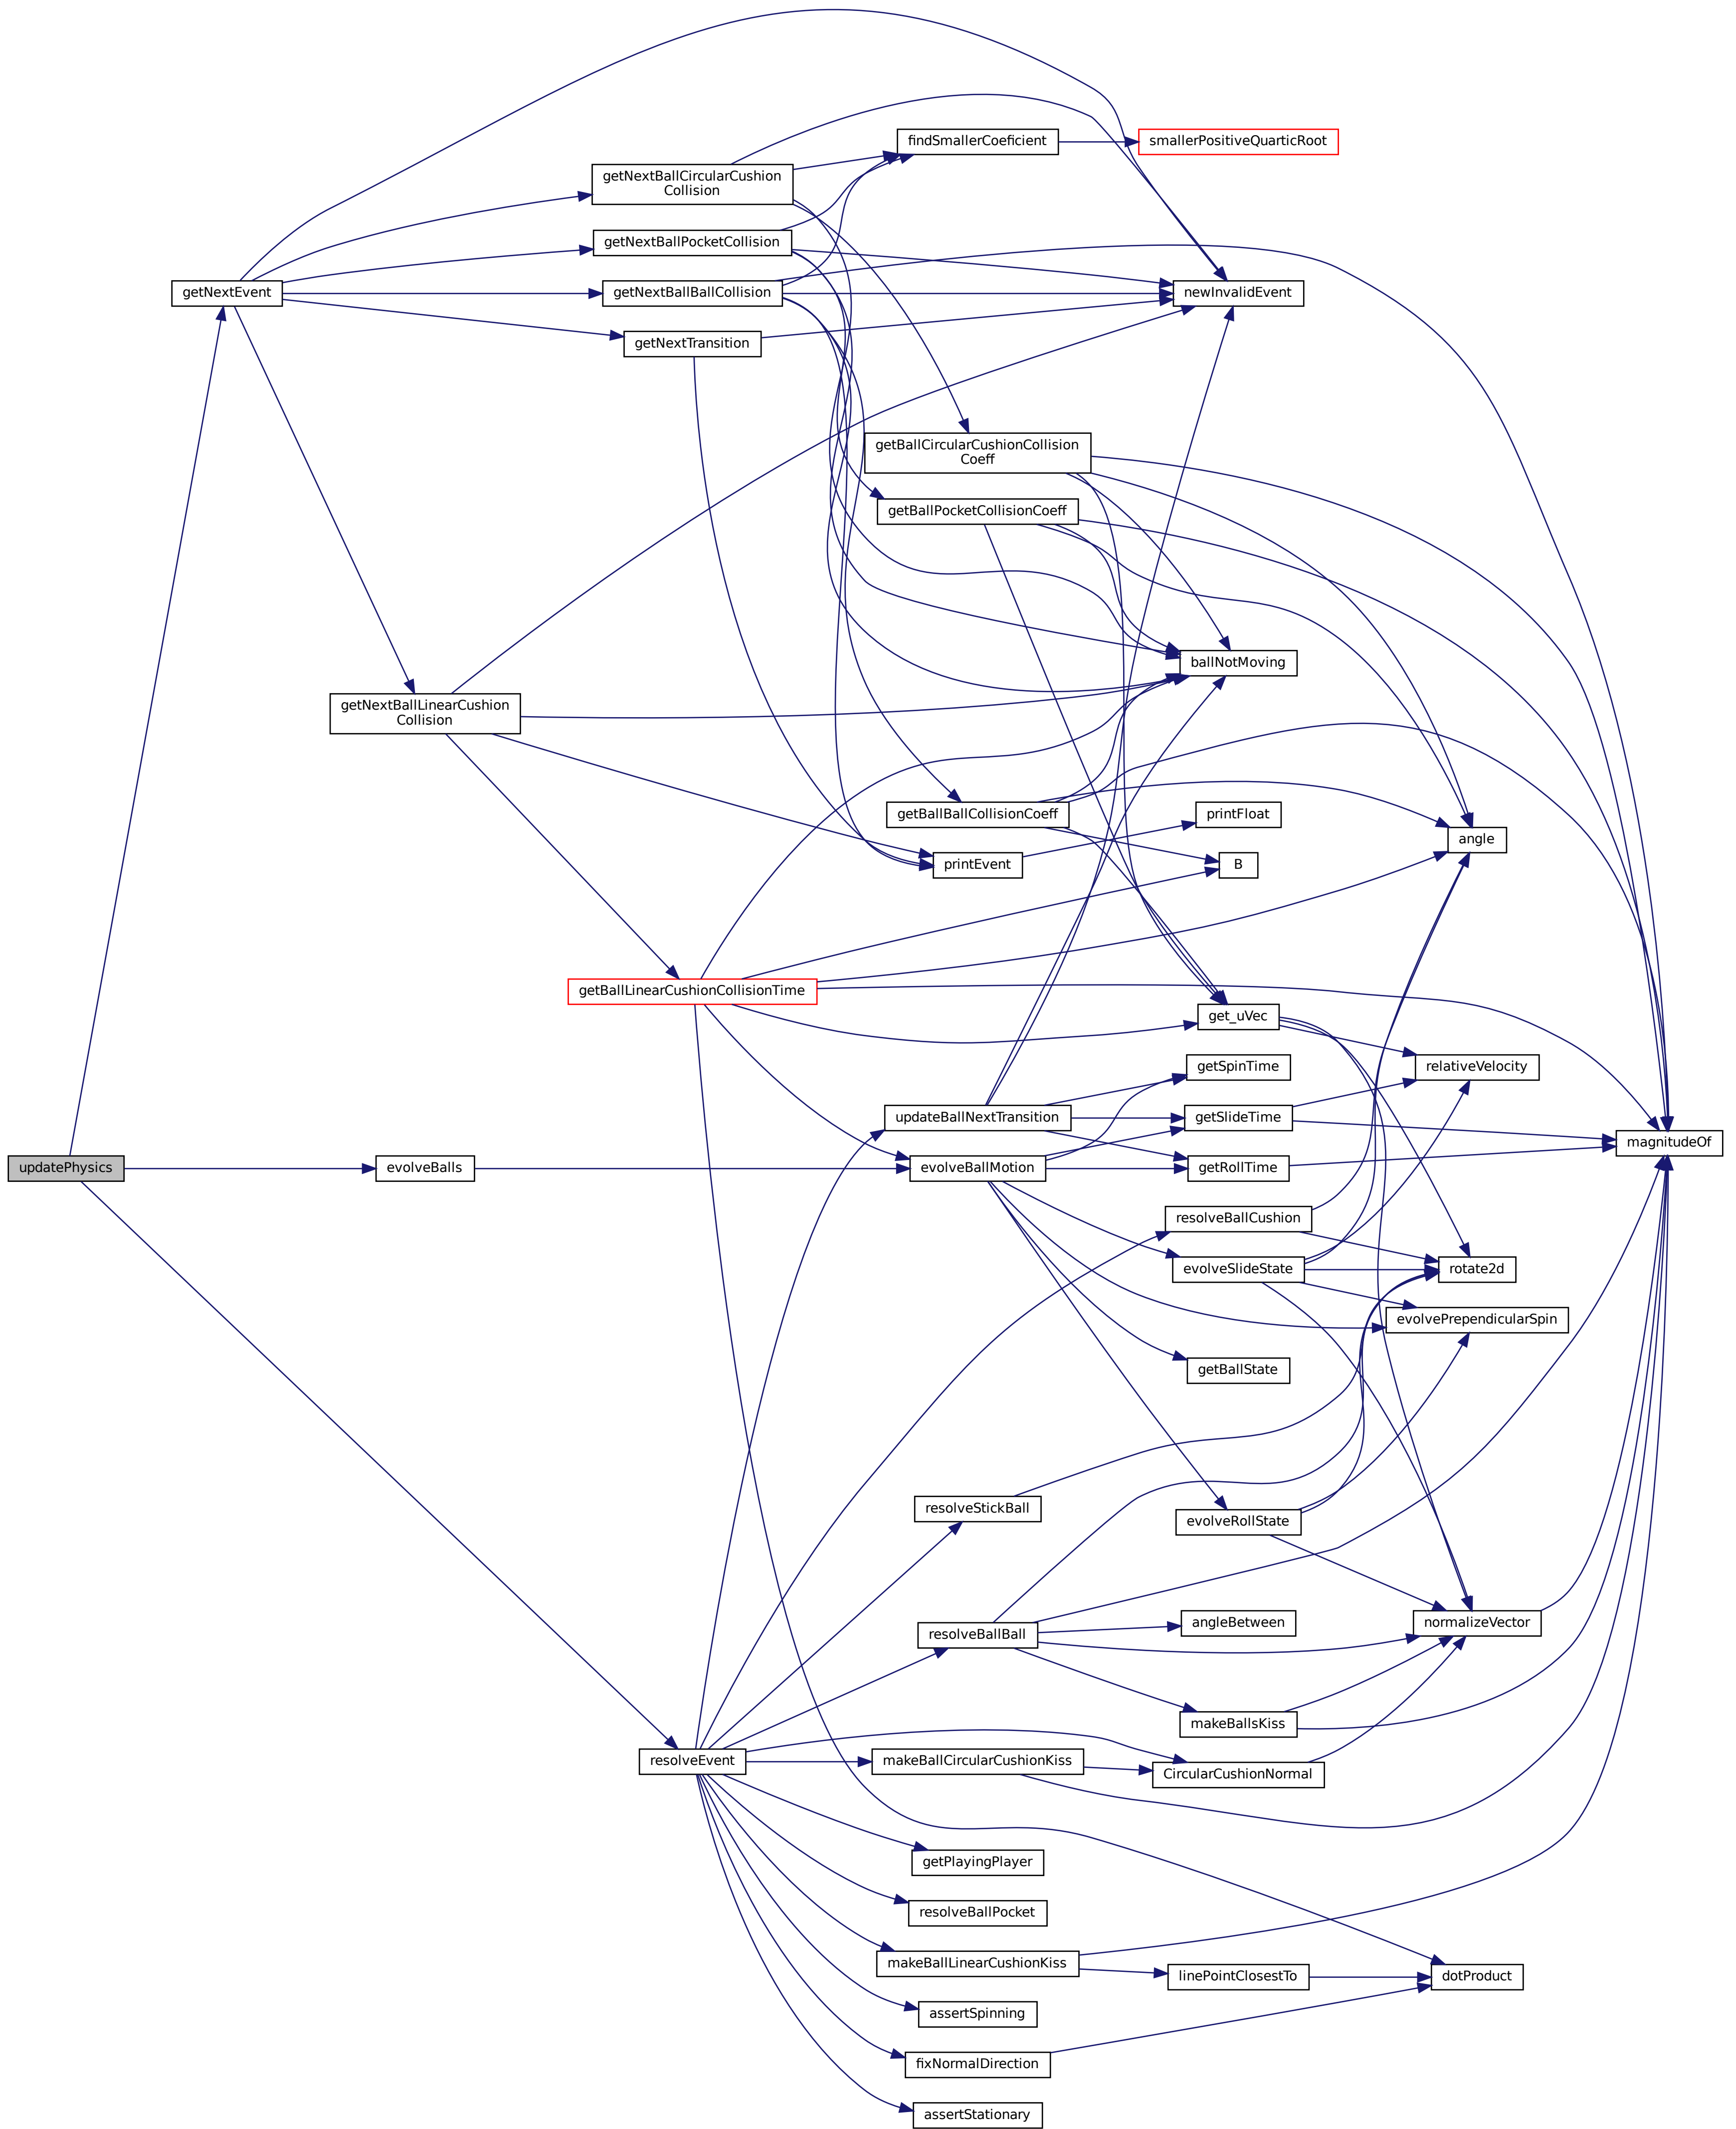 findSmallerCoeficient
smallerPositiveQuarticRoot
getNextBallCircularCushion
Collision
getNextBallPocketCollision
getNextEvent
getNextBallBallCollision
newInvalidEvent
getNextTransition
getBallCircularCushionCollision
Coeff
getBallPocketCollisionCoeff
ballNotMoving
getNextBallLinearCushion
Collision
getBallBallCollisionCoeff
printFloat
angle
printEvent
B
getBallLinearCushionCollisionTime
get_uVec
getSpinTime
relativeVelocity
updateBallNextTransition
getSlideTime
magnitudeOf
updatePhysics
evolveBalls
evolveBallMotion
getRollTime
resolveBallCushion
evolveSlideState
rotate2d
evolvePrependicularSpin
getBallState
resolveStickBall
evolveRollState
resolveBallBall
angleBetween
normalizeVector
makeBallsKiss
resolveEvent
makeBallCircularCushionKiss
CircularCushionNormal
getPlayingPlayer
resolveBallPocket
makeBallLinearCushionKiss
linePointClosestTo
dotProduct
assertSpinning
fixNormalDirection
assertStationary